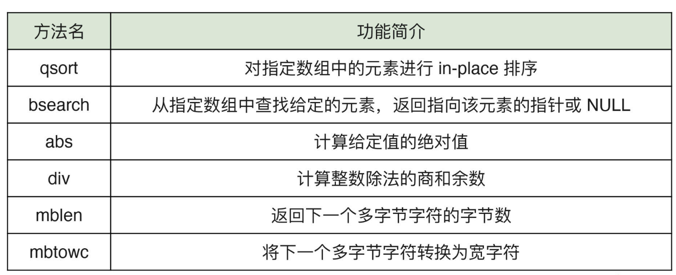 方法名 功能简介
qsort 对指定数组中的元素进行 in-place 排序
bsearch 从指定数组中查找给定的元素，返回指向该元素的指针或 NULL
abs 计算给定值的绝对值
div 计算整数除法的商和余数
mblen 返回下一个多字节字符的字节数
mbtowc 将下一个多字节字符转换为宽字符